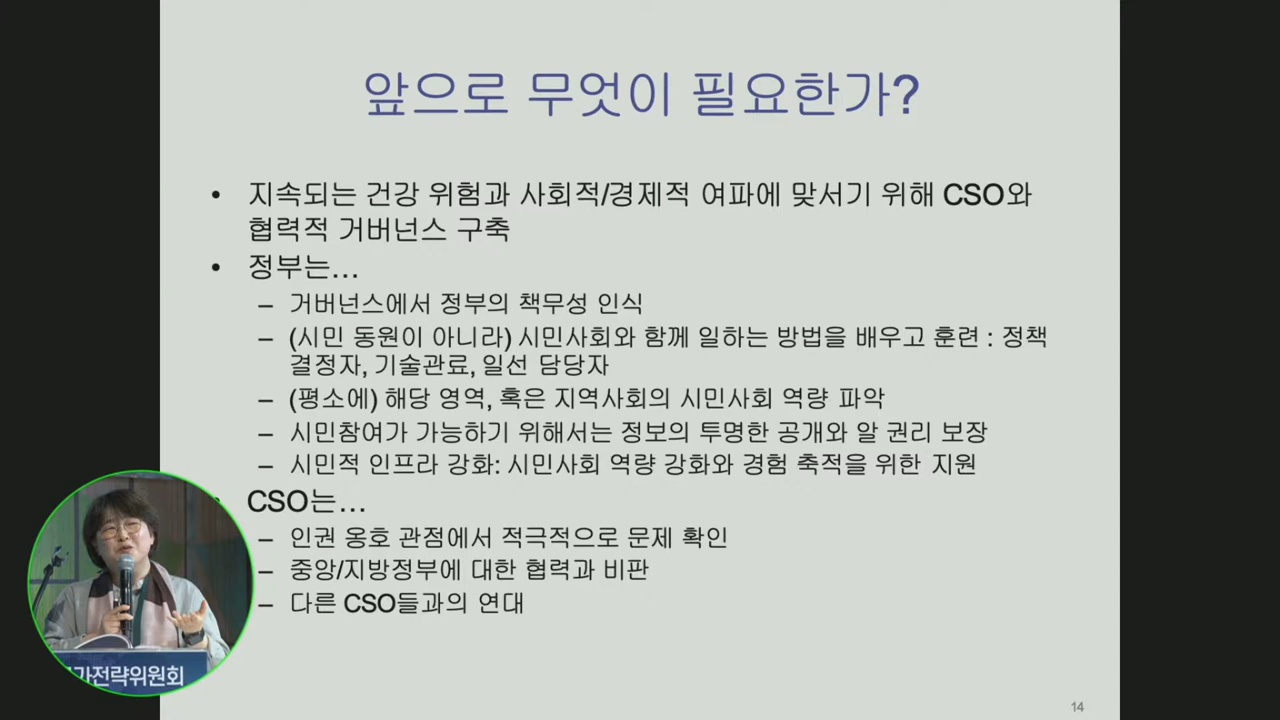 앞으로 무엇이 필요한가?
• 지속되는 건강 위험과 사회적/경제적 여파에 맞서기 위해 CSO와
협력적 거버넌스 구축
• 정부는…
– 거버넌스에서 정부의 책무성 인식
– (시민 동원이 아니라) 시민사회와 함께 일하는 방법을 배우고 훈련 : 정책
결정자, 기술관료, 일선 담당자
– (평소에) 해당 영역, 혹은 지역사회의 시민사회 역량 파악
– 시민참여가 가능하기 위해서는 정보의 투명한 공개와 알 권리 보장
– 시민적 인프라 강화: 시민사회 역량 강화와 경험 축적을 위한 지원
• CSO는…
– 인권 옹호 관점에서 적극적으로 문제 확인
– 중앙/지방정부에 대한 협력과 비판
– 다른 CSO들과의 연대
가전략위원회
14